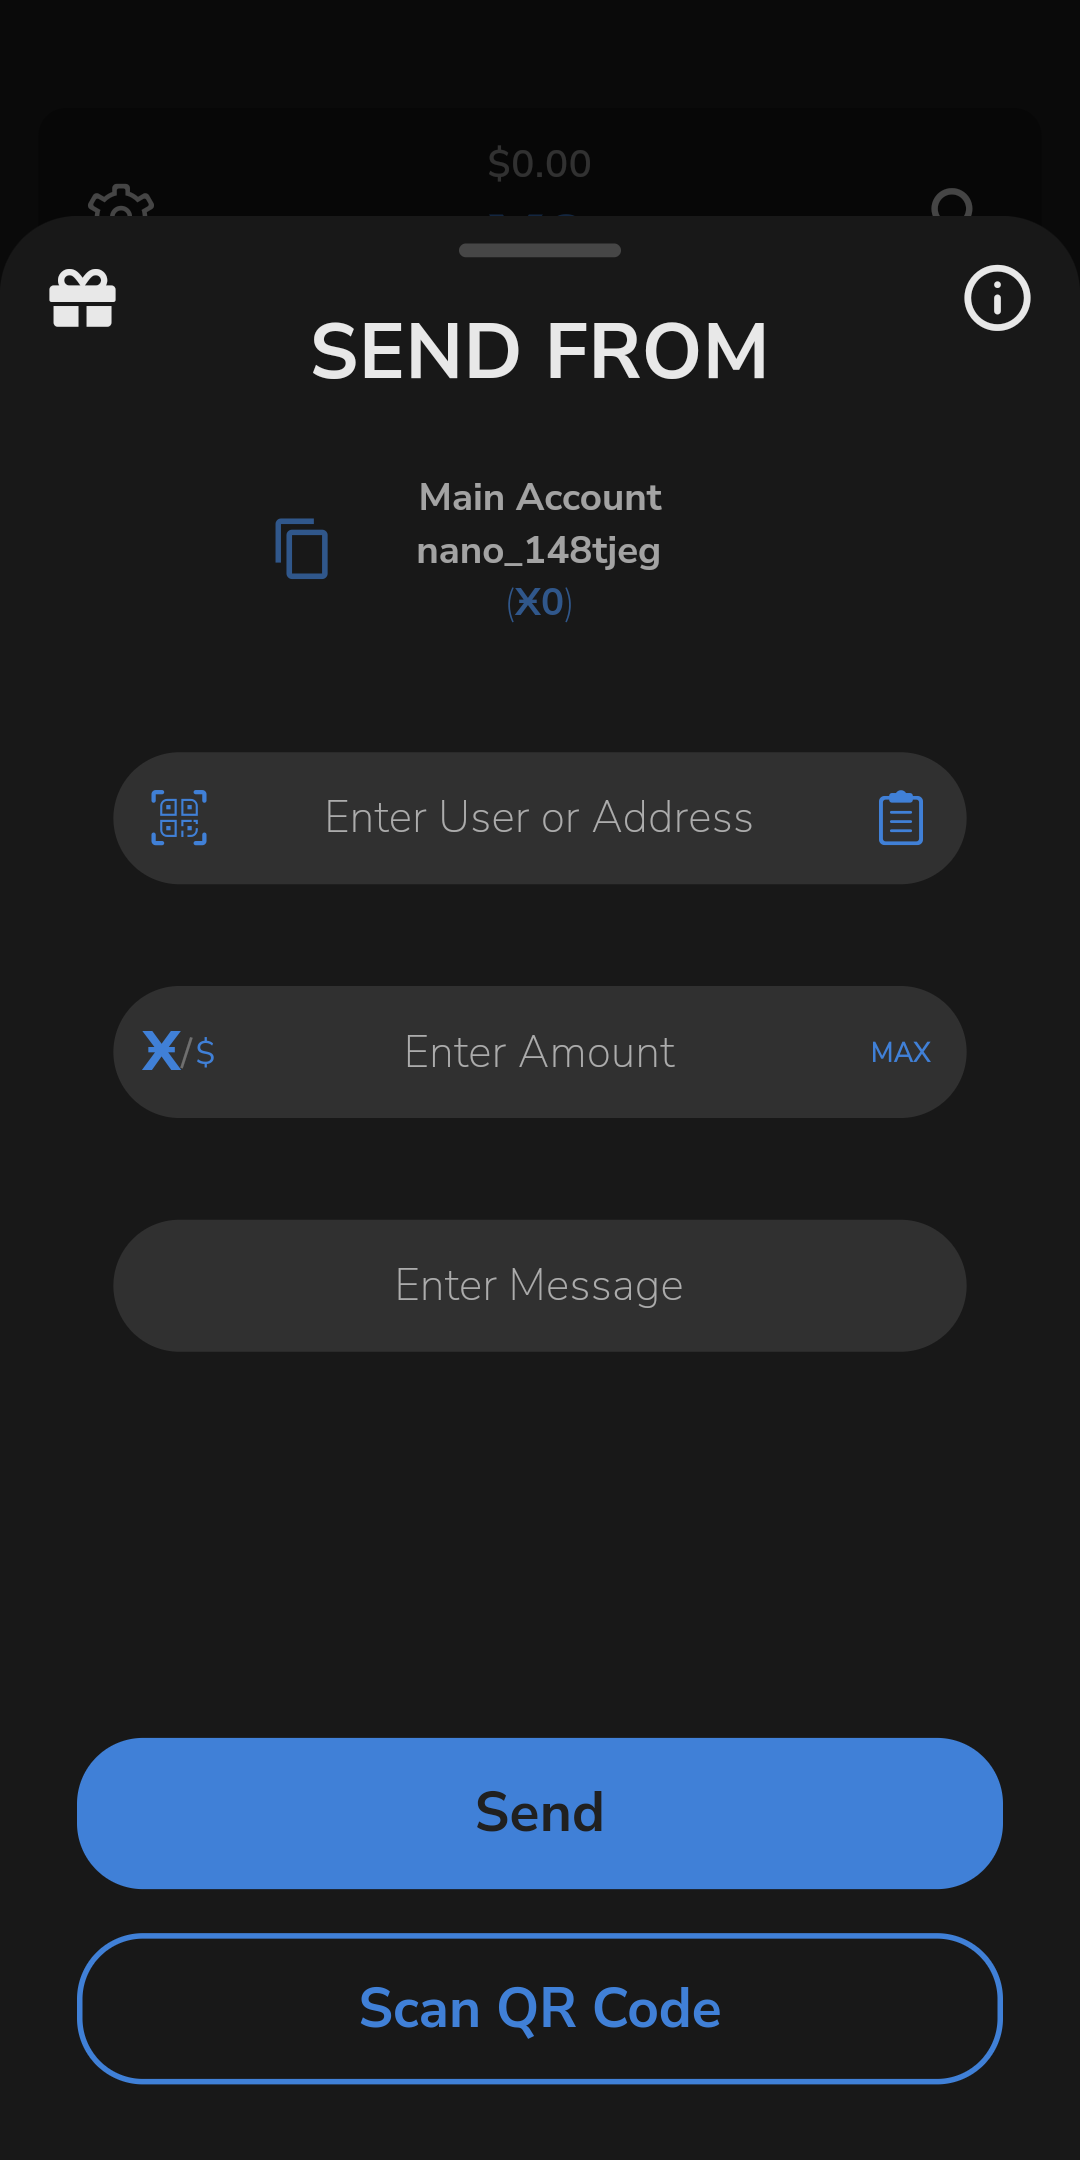 $0.00
SEND FROM
Main Account
nano_148tjeg
(Ӿ0)
Enter User or Address
Ӿ/$
Enter Amount
MAX
Enter Message
Send
Scan QR Code